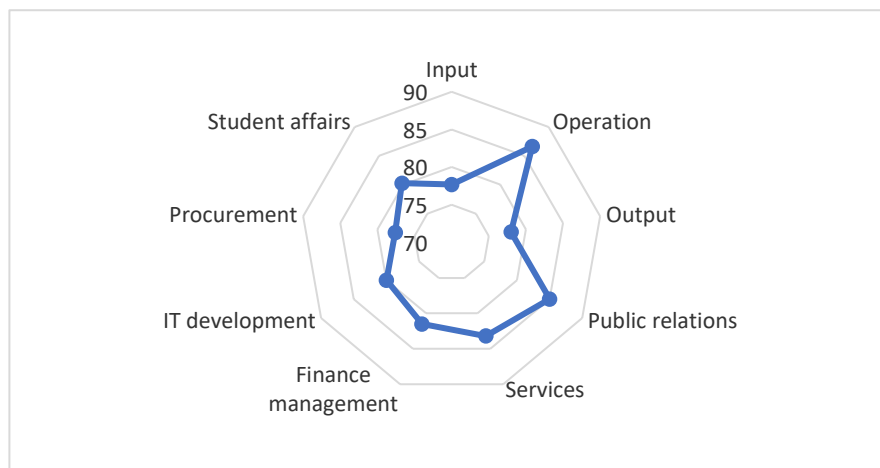 Input
90
Student affairs
Operation
85
80
75
Procurement
Output
70
IT development
Public relations
Finance
management
Services